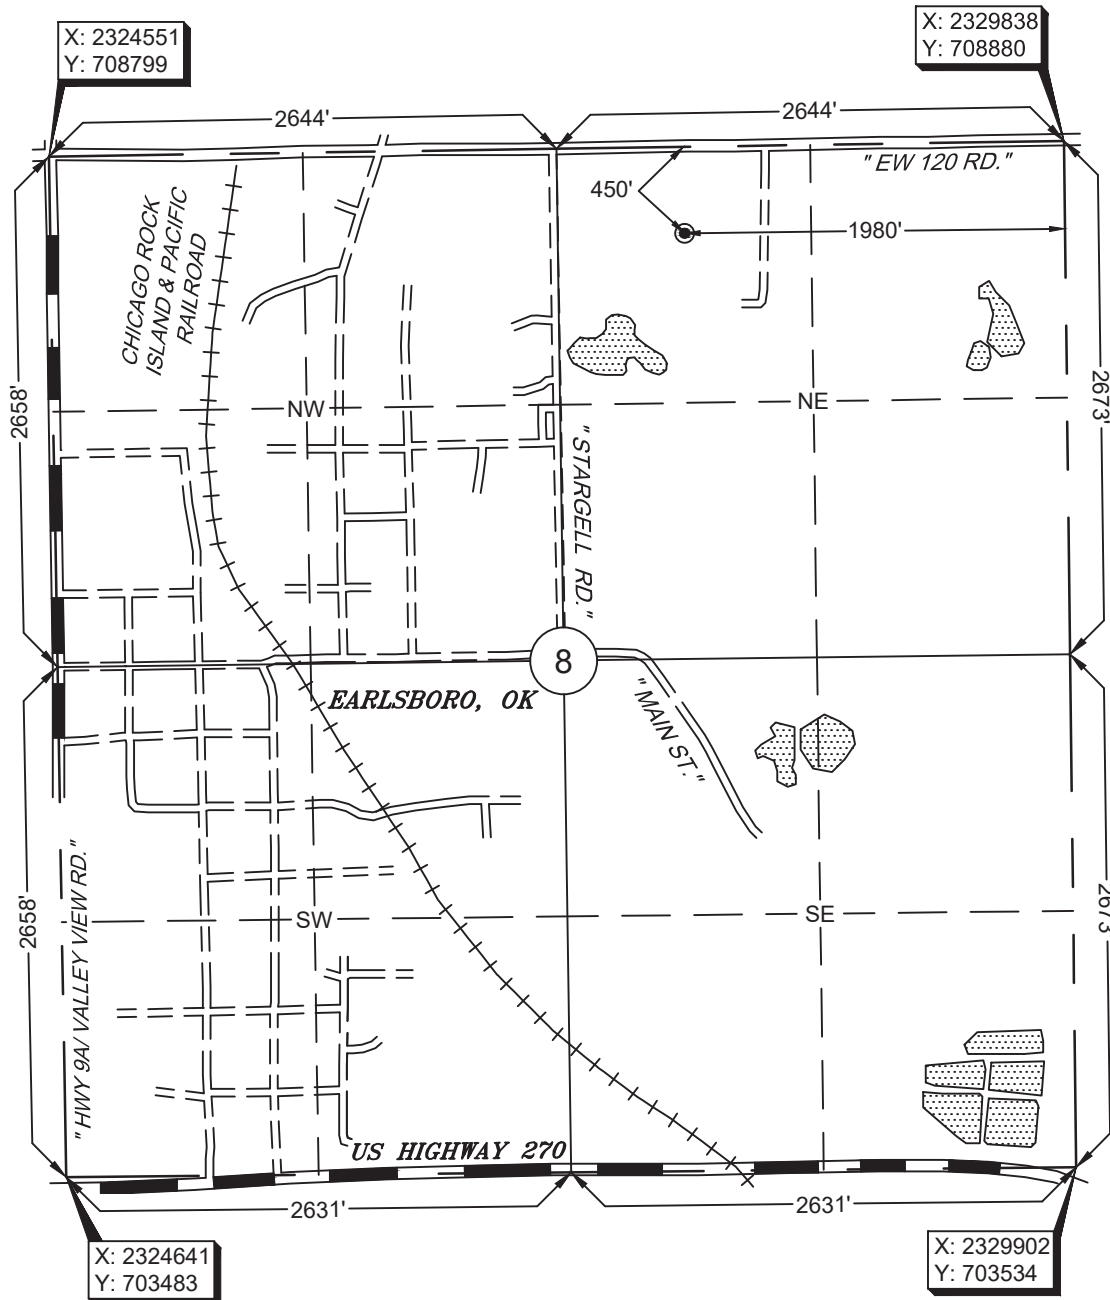 X: 2324551
Y: 708799
X: 2329838
Y: 708880
2644'
2644'
" EW 120 RD."
450'
1980'
CHICAGO ROCK
ISLAND & PACIFIC
RAILROAD
2658'
2673'
NW
NE
"STARGELL RD."
8
EARLSBORO, OK
"MAIN ST."
"HWY 9A/ VALLEY VIEW RD."
2658'
2673'
SW
SE
US HIGHWAY 270
2631'
2631'
X: 2324641
Y: 703483
X: 2329902
Y: 703534